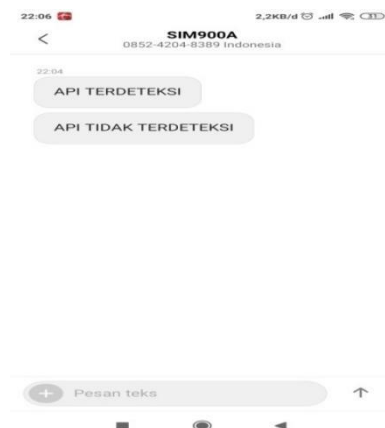 22:06 2,2KB/d
SIM900A
0852-4204-8389 Indonesia
22:04
API TERDETEKSI
API TIDAK TERDETEKSI
Pesan teks